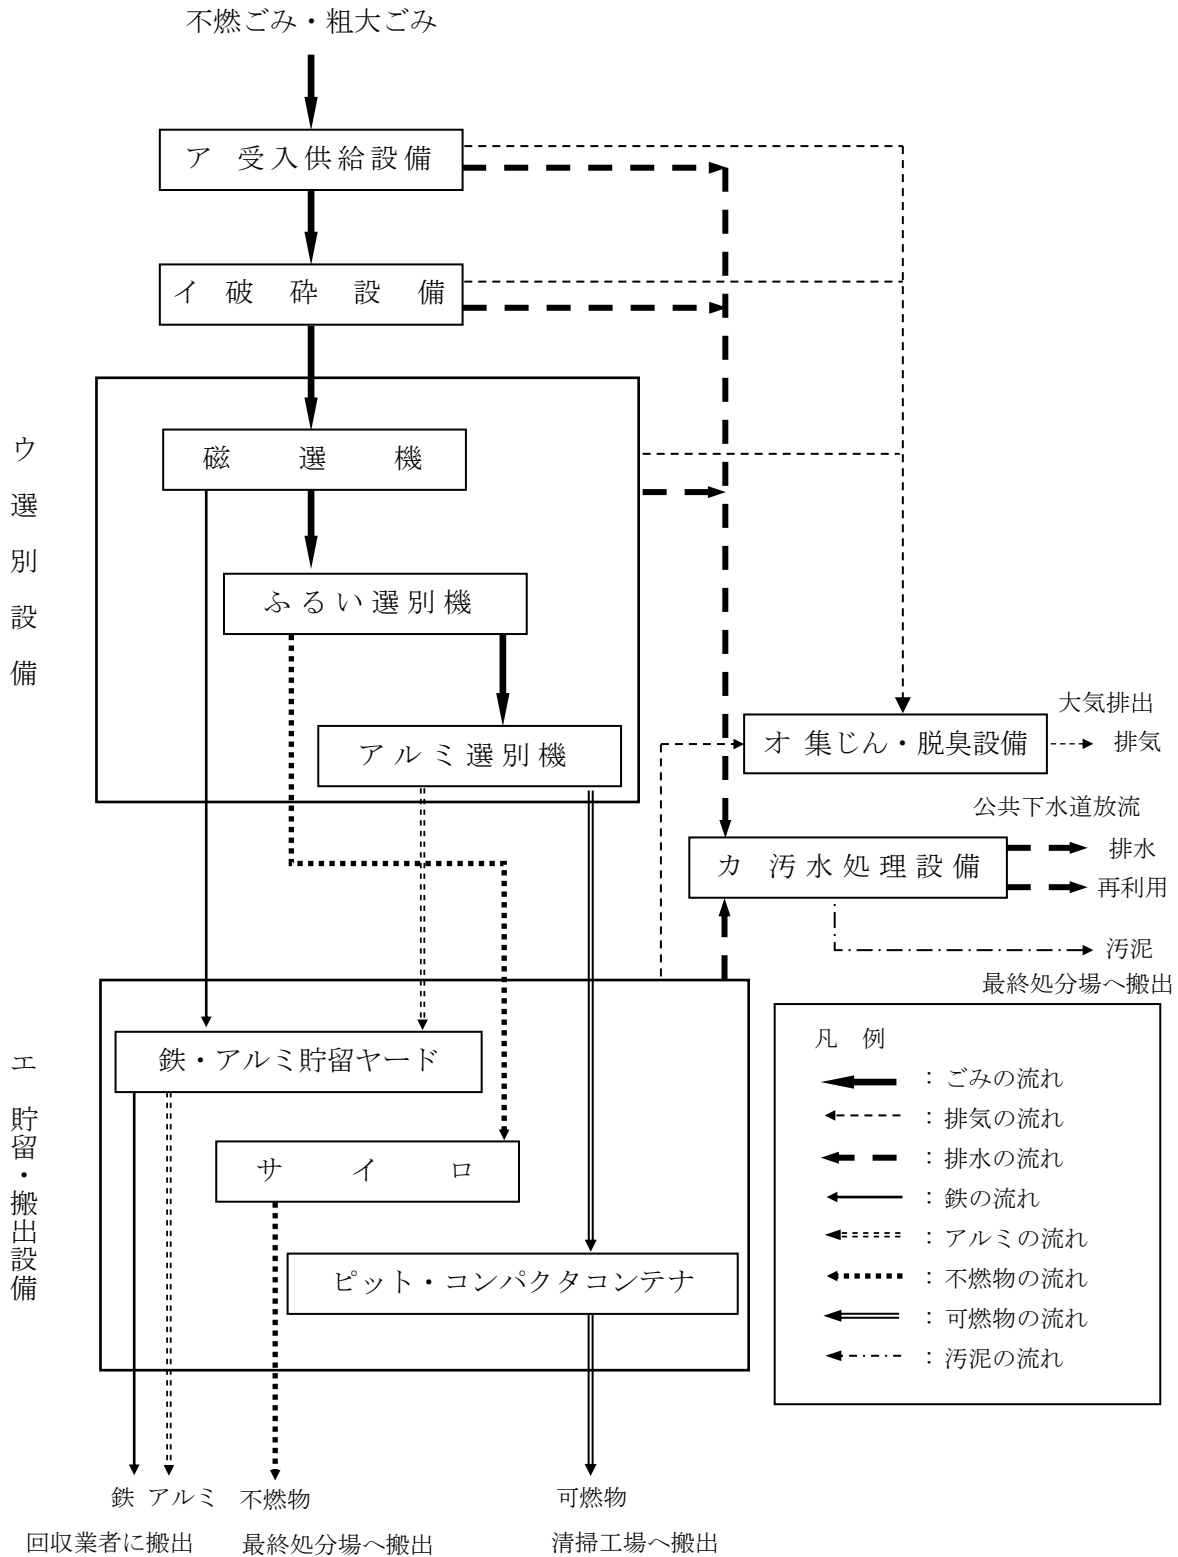 不燃ごみ・粗大ごみ
ア 受入供給設備
イ 破砕設備
ウ 選別設備
磁選機
ふるい選別機
アルミ選別機
大気排出
オ 集じん・脱臭設備
排気
公共下水道放流
カ 汚水処理設備
排水
再利用
汚泥
最終処分場へ搬出
エ 貯留・搬出設備
鉄・アルミ貯留ヤード
サイロ
ピット・コンパクタコンテナ
凡 例
：ごみの流れ
：排気の流れ
：排水の流れ
：鉄の流れ
：アルミの流れ
：不燃物の流れ
：可燃物の流れ
：汚泥の流れ
鉄 アルミ 不燃物 可燃物
回収業者に搬出 最終処分場へ搬出 清掃工場へ搬出